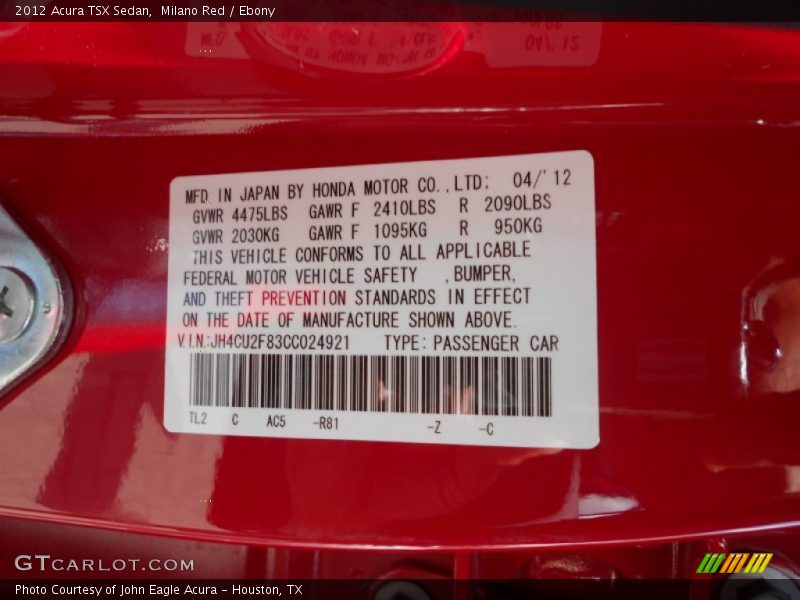 2012 Acura TSX Sedan, Milano Red / Ebony
04/'12
MFD. IN JAPAN BY HONDA MOTOR CO.,LTD; 04/'12
GVWR 4475LBS GAWR F 2410LBS R 2090LBS
GVWR 2030KG GAWR F 1095KG R 950KG
THIS VEHICLE CONFORMS TO ALL APPLICABLE
FEDERAL MOTOR VEHICLE SAFETY ,BUMPER,
AND THEFT PREVENTION STANDARDS IN EFFECT
ON THE DATE OF MANUFACTURE SHOWN ABOVE.
V.I.N:JH4CU2F83CC024921 TYPE: PASSENGER CAR
TL2 C AC5 -R81 -Z -C
GTCARLOT.COM
Photo Courtesy of John Eagle Acura - Houston, TX